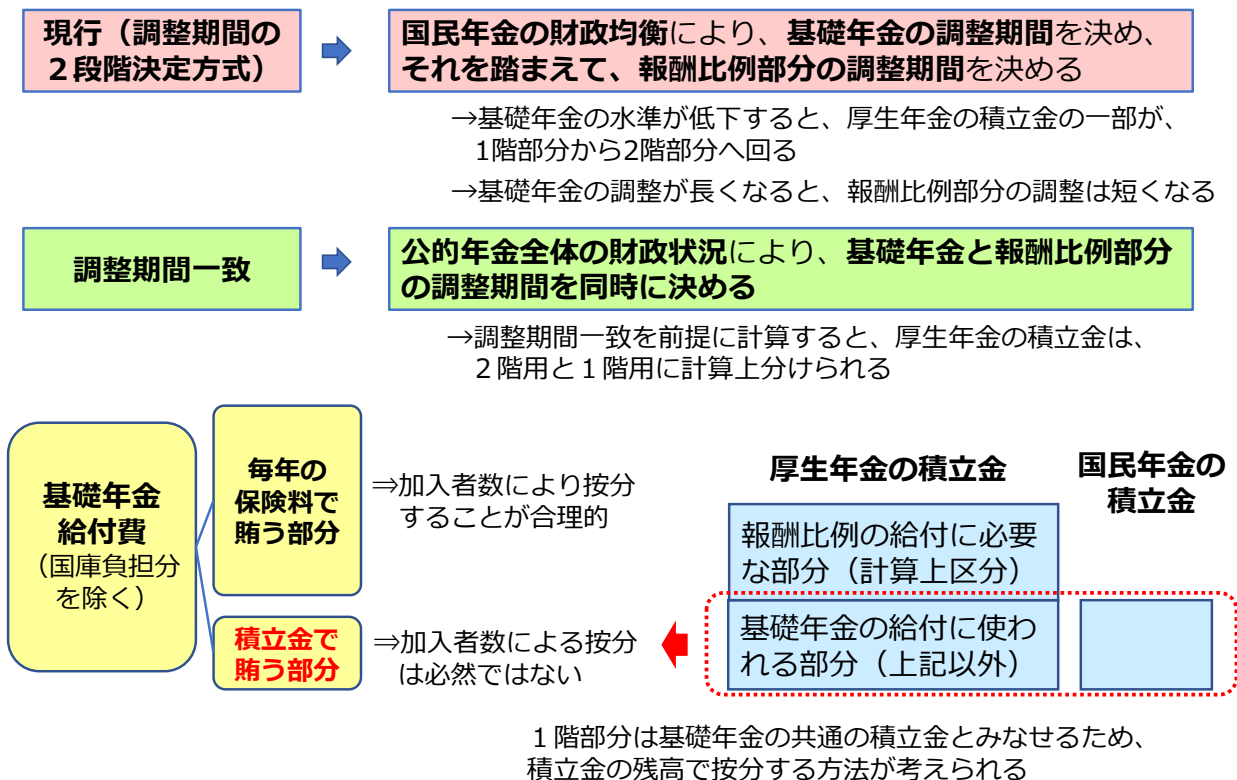 現行（調整期間の
２段階決定方式）
国民年金の財政均衡により、基礎年金の調整期間を決め、
それを踏まえて、報酬比例部分の調整期間を決める
→基礎年金の水準が低下すると、厚生年金の積立金の一部が、
1階部分から2階部分へ回る
→基礎年金の調整が長くなると、報酬比例部分の調整は短くなる
調整期間一致
公的年金全体の財政状況により、基礎年金と報酬比例部分
の調整期間を同時に決める
→調整期間一致を前提に計算すると、厚生年金の積立金は、
２階用と１階用に計算上分けられる
基礎年金
給付費
（国庫負担分
を除く）
毎年の
保険料で
賄う部分
⇒加入者数により按分
することが合理的
積立金で
賄う部分
⇒加入者数による按分
は必然ではない
厚生年金の積立金
国民年金の
積立金
報酬比例の給付に必要
な部分（計算上区分）
基礎年金の給付に使わ
れる部分（上記以外）
１階部分は基礎年金の共通の積立金とみなせるため、
積立金の残高で按分する方法が考えられる